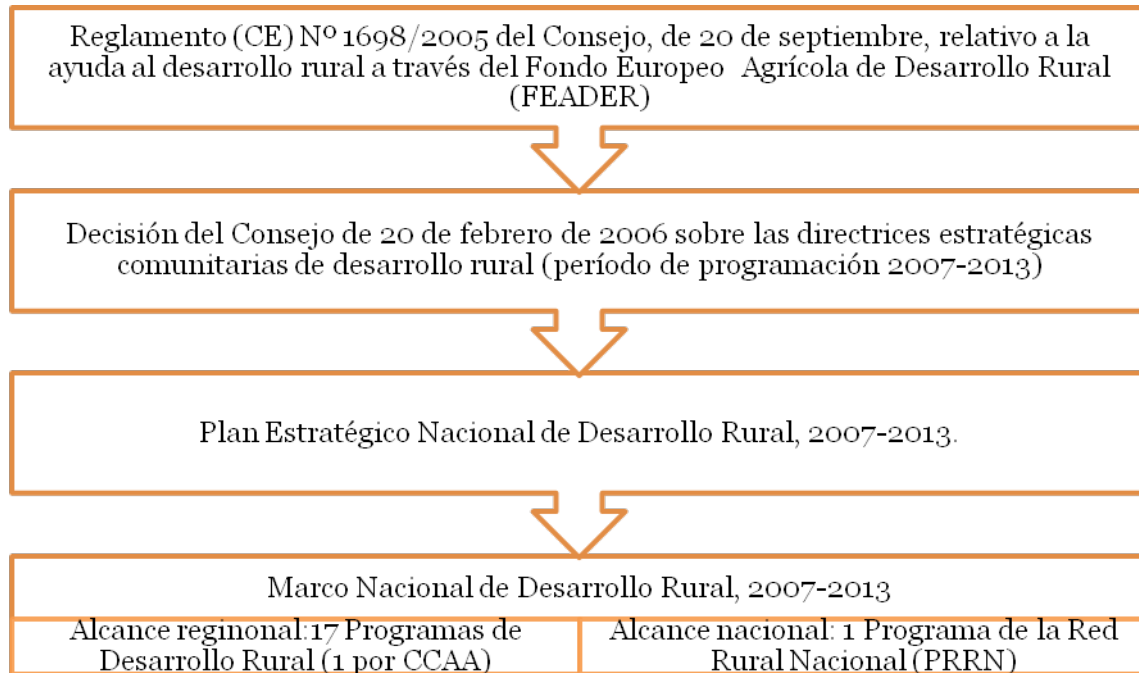 Reglamento (CE) Nº 1698/2005 del Consejo, de 20 de septiembre, relativo a la
ayuda al desarrollo rural a través del Fondo Europeo Agrícola de Desarrollo Rural
(FEADER)
Decisión del Consejo de 20 de febrero de 2006 sobre las directrices estratégicas
comunitarias de desarrollo rural (período de programación 2007-2013)
Plan Estratégico Nacional de Desarrollo Rural, 2007-2013.
Marco Nacional de Desarrollo Rural, 2007-2013
Alcance reginonal:17 Programas de
Desarrollo Rural (1 por CCAA)
Alcance nacional: 1 Programa de la Red
Rural Nacional (PRRN)